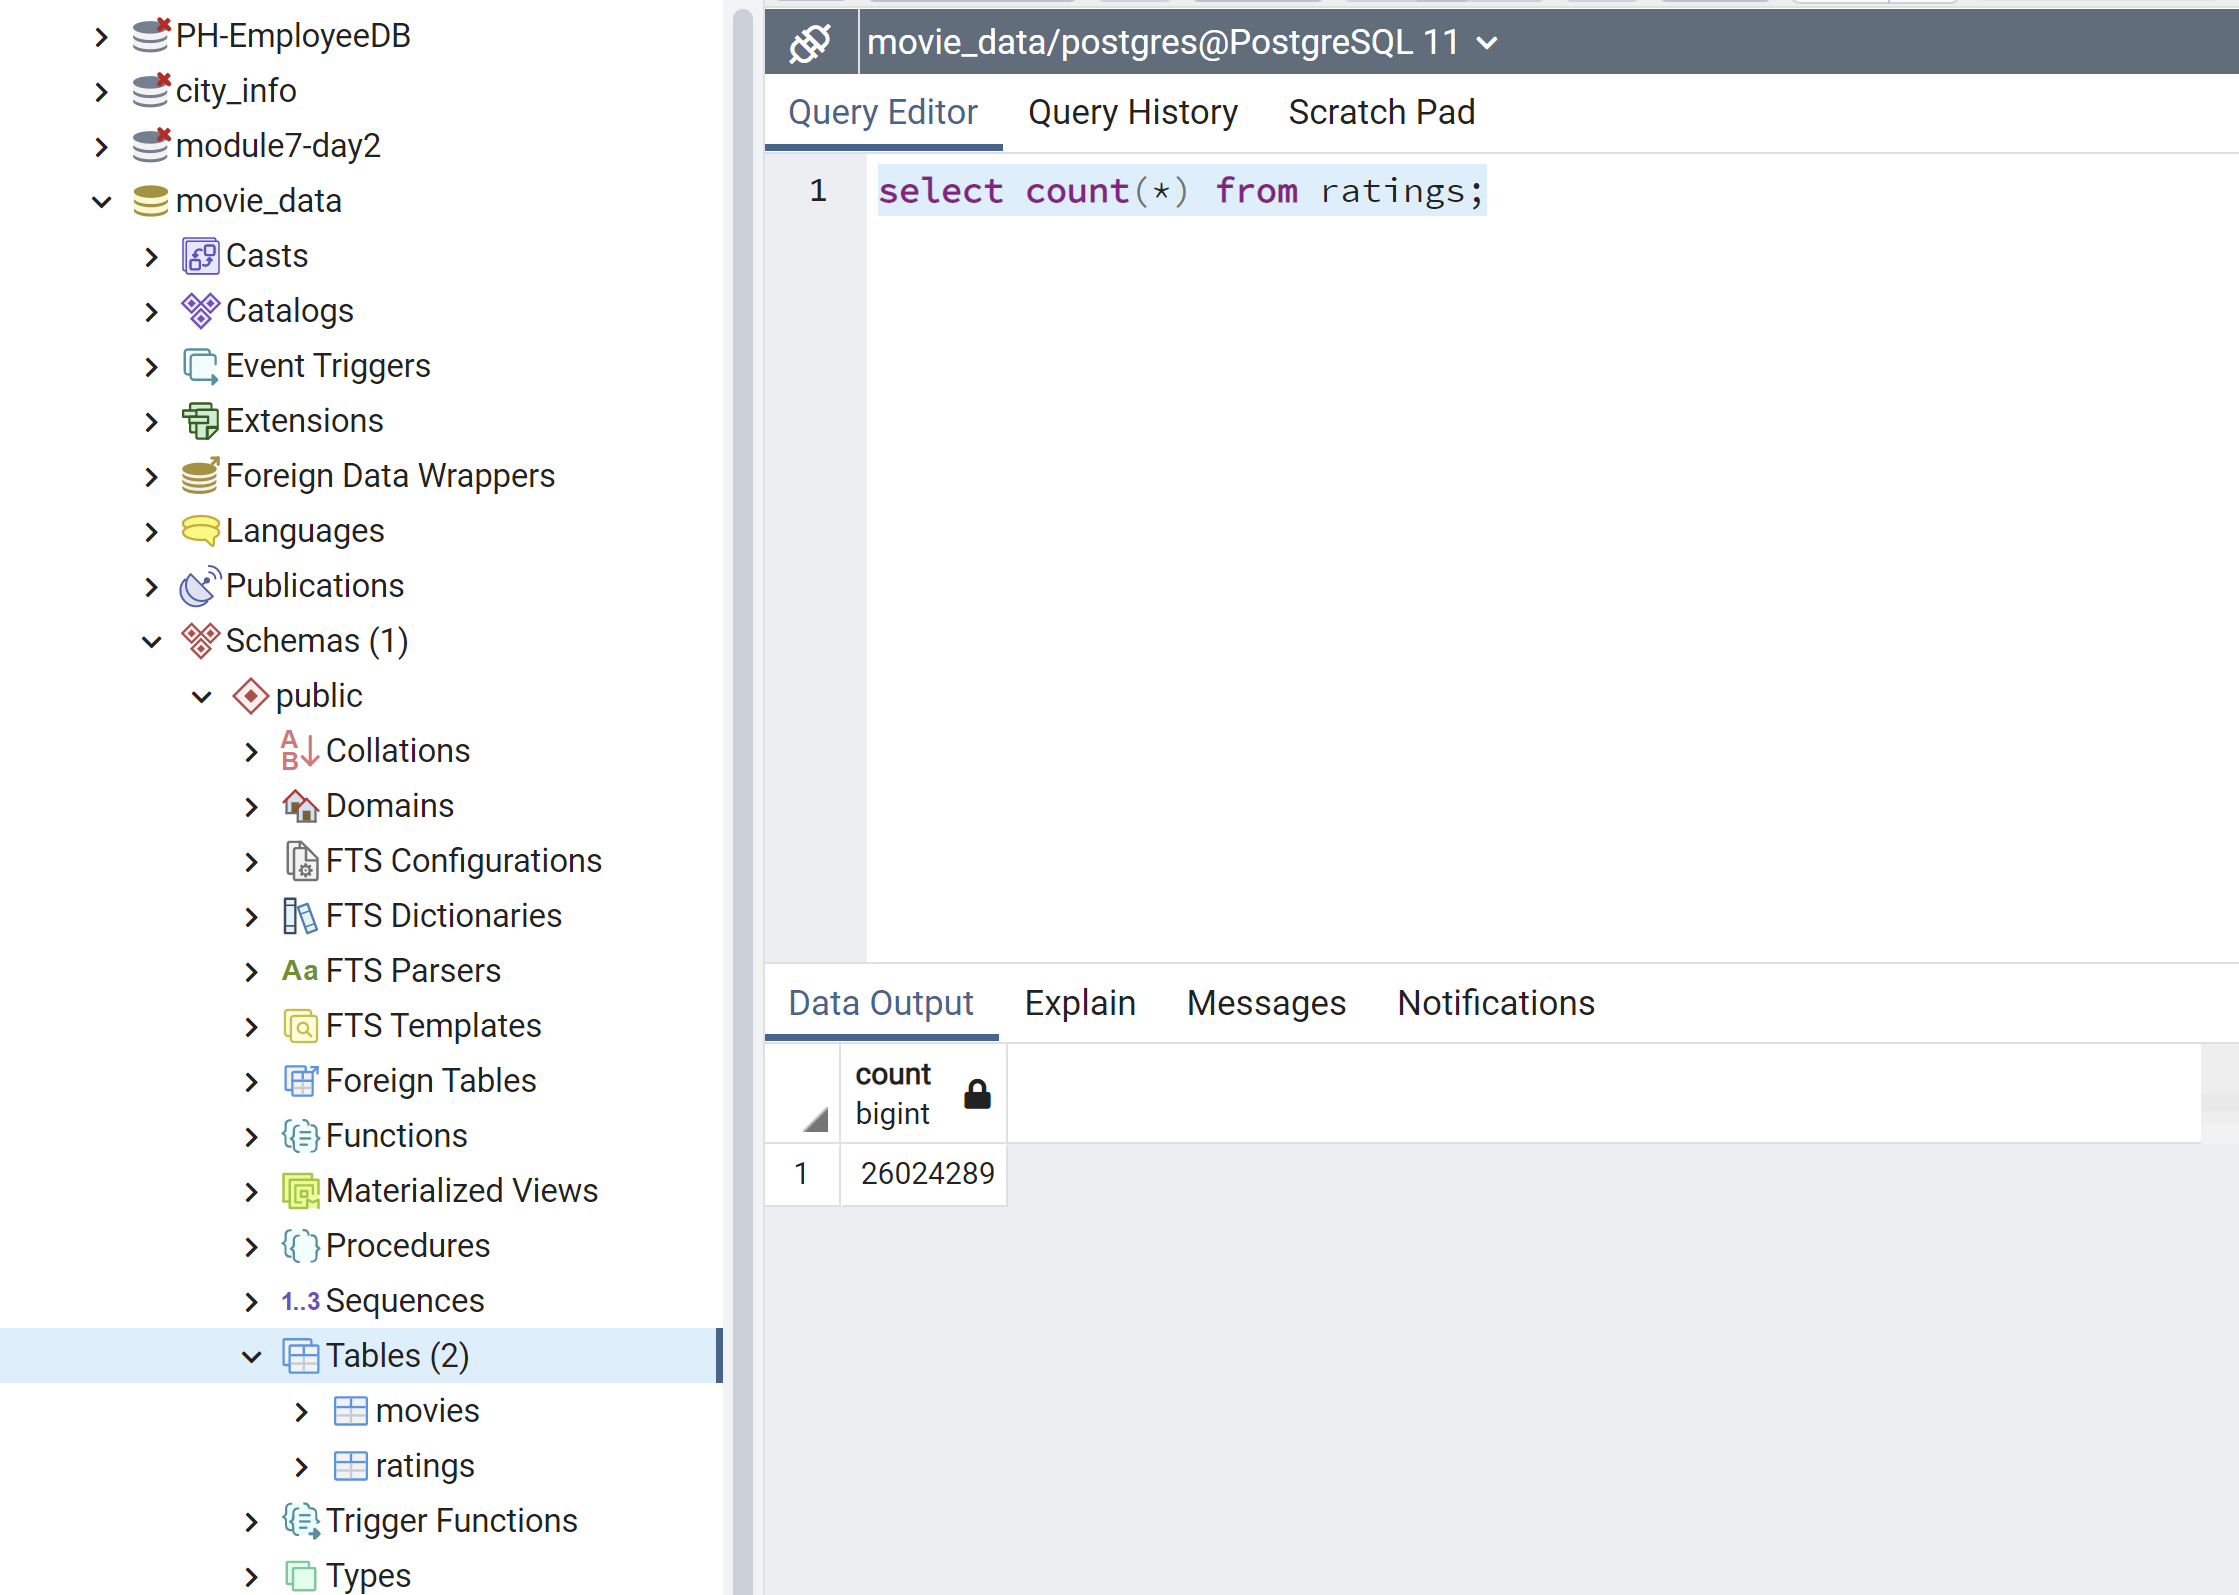 PH-EmployeeDB
city_info
module7-day2
movie_data
Casts
Catalogs
Event Triggers
Extensions
Foreign Data Wrappers
Languages
Publications
Schemas (1)
public
Collations
Domains
FTS Configurations
FTS Dictionaries
Aa FTS Parsers
FTS Templates
Foreign Tables
Functions
Materialized Views
Procedures
1..3 Sequences
Tables (2)
movies
ratings
Trigger Functions
Types
movie_data/postgres@PostgreSQL 11
Query Editor Query History Scratch Pad
1 select count(*) from ratings;
Data Output Explain Messages Notifications
count
bigint
1 26024289